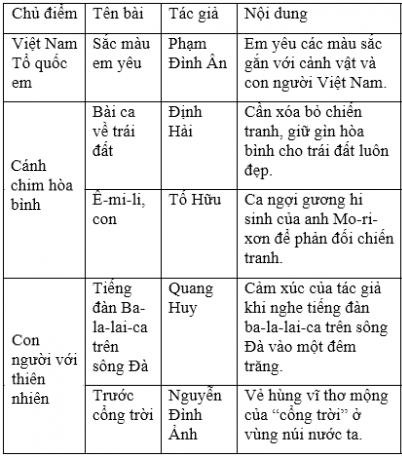 Chủ điểm Tên bài Tác giả Nội dung
Việt Nam Tổ quốc em
Sắc màu em yêu
Phạm Đình Ân
Em yêu các màu sắc
gắn với cảnh vật và
con người Việt Nam.
Cánh
chim hòa
bình
Bài ca
về trái
đất
Định
Hải
Cần xóa bỏ chiến
tranh, giữ gìn hòa
bình cho trái đất luôn
đẹp.
Ê-mi-li,
con
Tố Hữu
Ca ngợi gương hi
sinh của anh Mo-ri-
xơn để phản đối chiến
tranh.
Con
người với
thiên
nhiên
Tiếng
đàn Ba-
la-lai-ca
trên
sông Đà
Quang
Huy
Cảm xúc của tác giả
khi nghe tiếng đàn
ba-la-lai-ca trên sông
Đà vào một đêm
trăng.
Trước
cổng trời
Nguyễn
Đình
Ảnh
Vẻ hùng vĩ thơ mộng
của “cổng trời” ở
vùng núi nước ta.